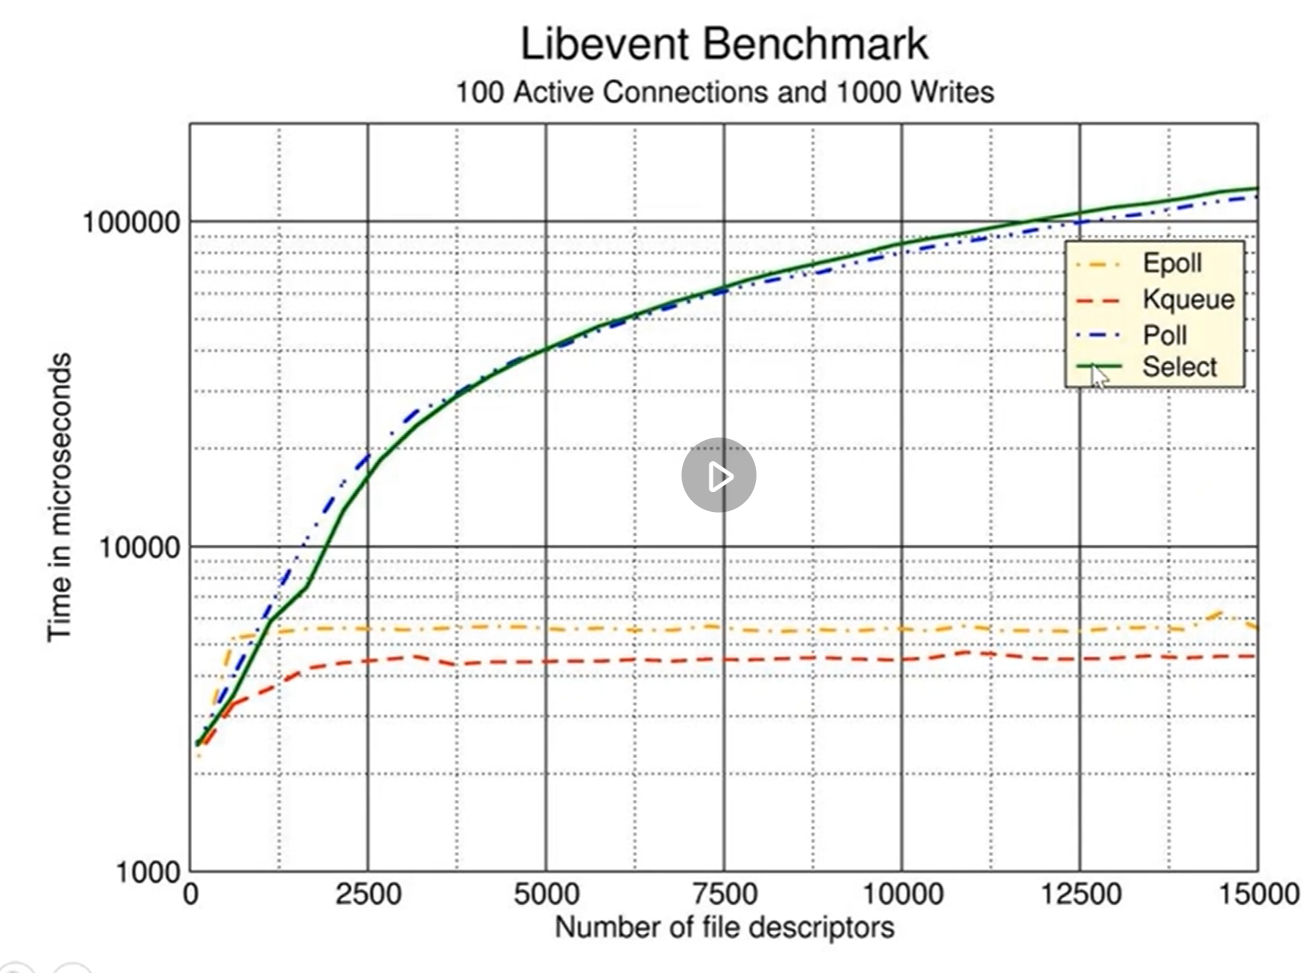 Libevent Benchmark
100 Active Connections and 1000 Writes
100000
10000
1000
Time in microseconds
Epoll
Kqueue
Poll
Select
0 2500 5000 7500 10000 12500 15000
Number of file descriptors